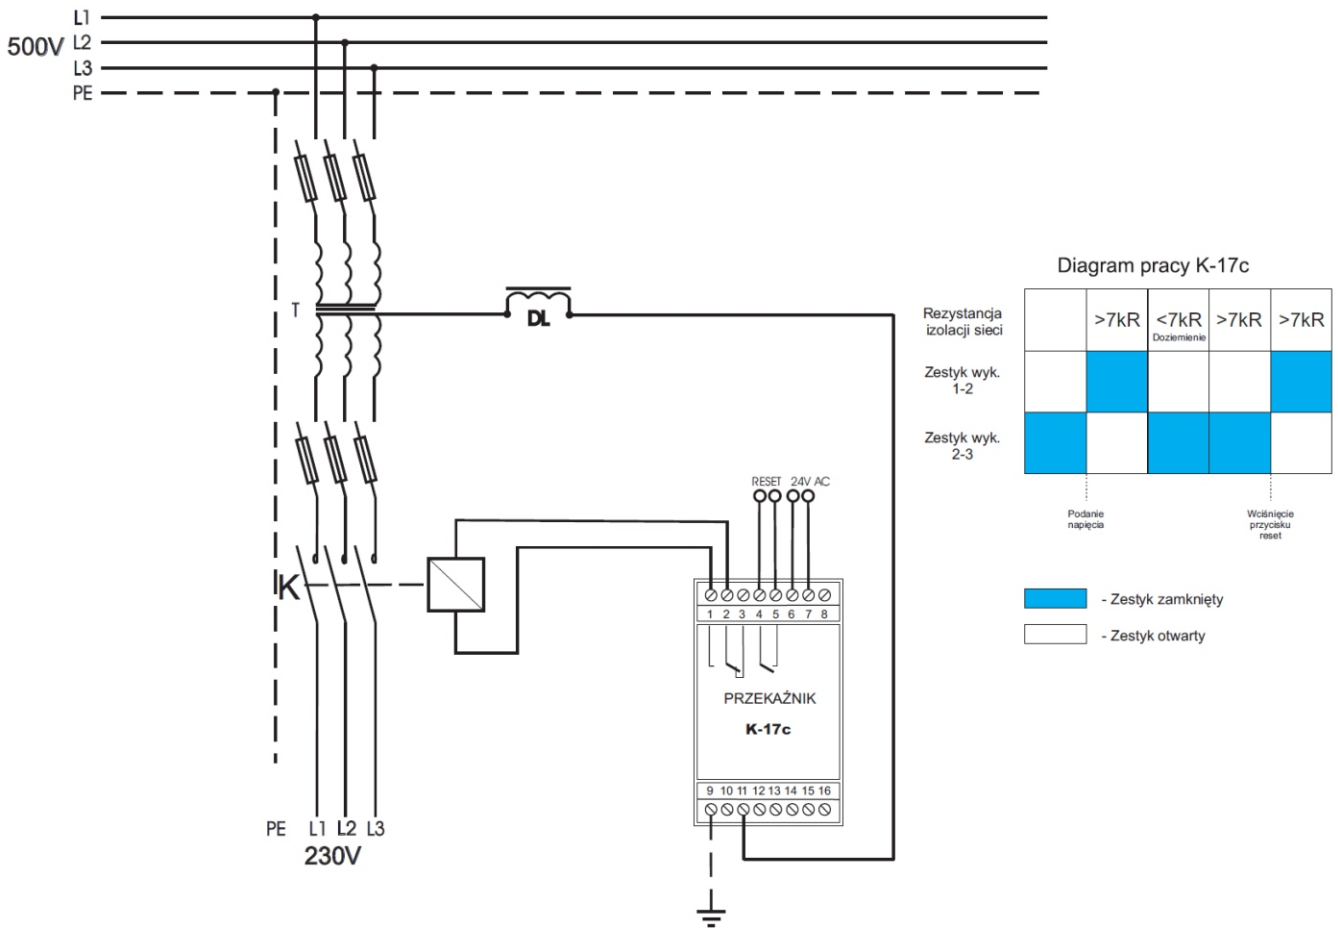 L1
500V L2
L3
PE
T
DL
Diagram pracy K-17c
Rezystancja
izolacji sieci
>7kR <7kR >7kR >7kR
Doziemienie
Zestyk wyk.
1-2
Zestyk wyk.
2-3
Podanie
napięcia
Wciśnięcie
przycisku
reset
- Zestyk zamknięty
- Zestyk otwarty
RESET 24V AC
K
1 2 3 4 5 6 7 8
PRZEKAŹNIK
K-17c
9 10 11 12 13 14 15 16
PE L1 L2 L3
230V